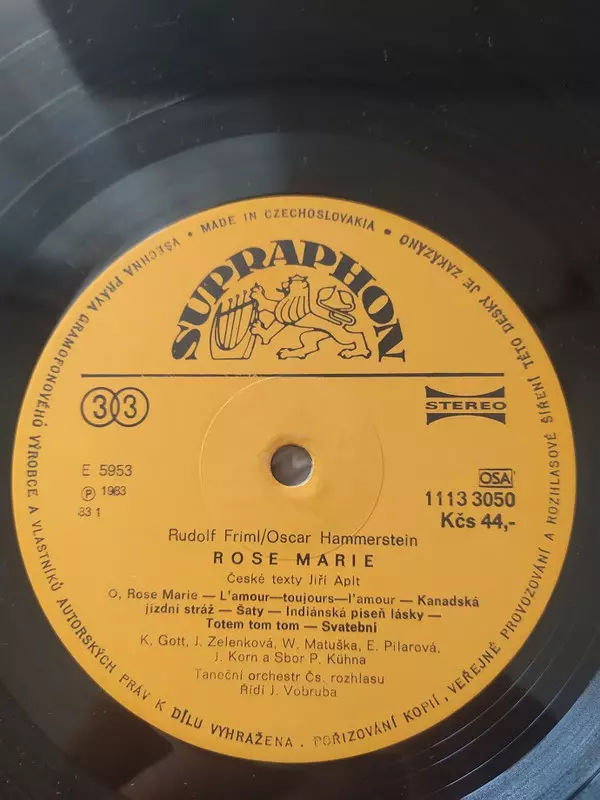 VŠECHNA PRÁVA GRAMOFONOVÉHO VÝROBCE A VLASTNÍKŮ AUTORSKÝCH PRÁV K DÍLU VYHRAŽENA. POŘIZOVÁNÍ KOPIÍ, VEŘEJNÉ PROVOZOVÁNÍ A ROZHLASOVÉ ŠÍŘENÍ TÉTO DESKY JE ZAKÁZÁNO
• MADE IN CZECHOSLOVAKIA •
SUPRAPHON
33
STEREO
E 5953
Ⓟ 1983
83 1
OSA
1113 3050
Kčs 44,-
Rudolf Friml/Oscar Hammerstein
ROSE MARIE
České texty Jiří Aplt
O, Rose Marie — L'amour—toujours—l'amour — Kanadská
jízdní stráž — Šaty — Indiánská píseň lásky —
Totem tom tom — Svatební
K. Gott, J. Zelenková, W. Matuška, E. Pilarová,
J. Korn a Sbor P. Kühna
Taneční orchestr Čs. rozhlasu
Řídí J. Vobruba